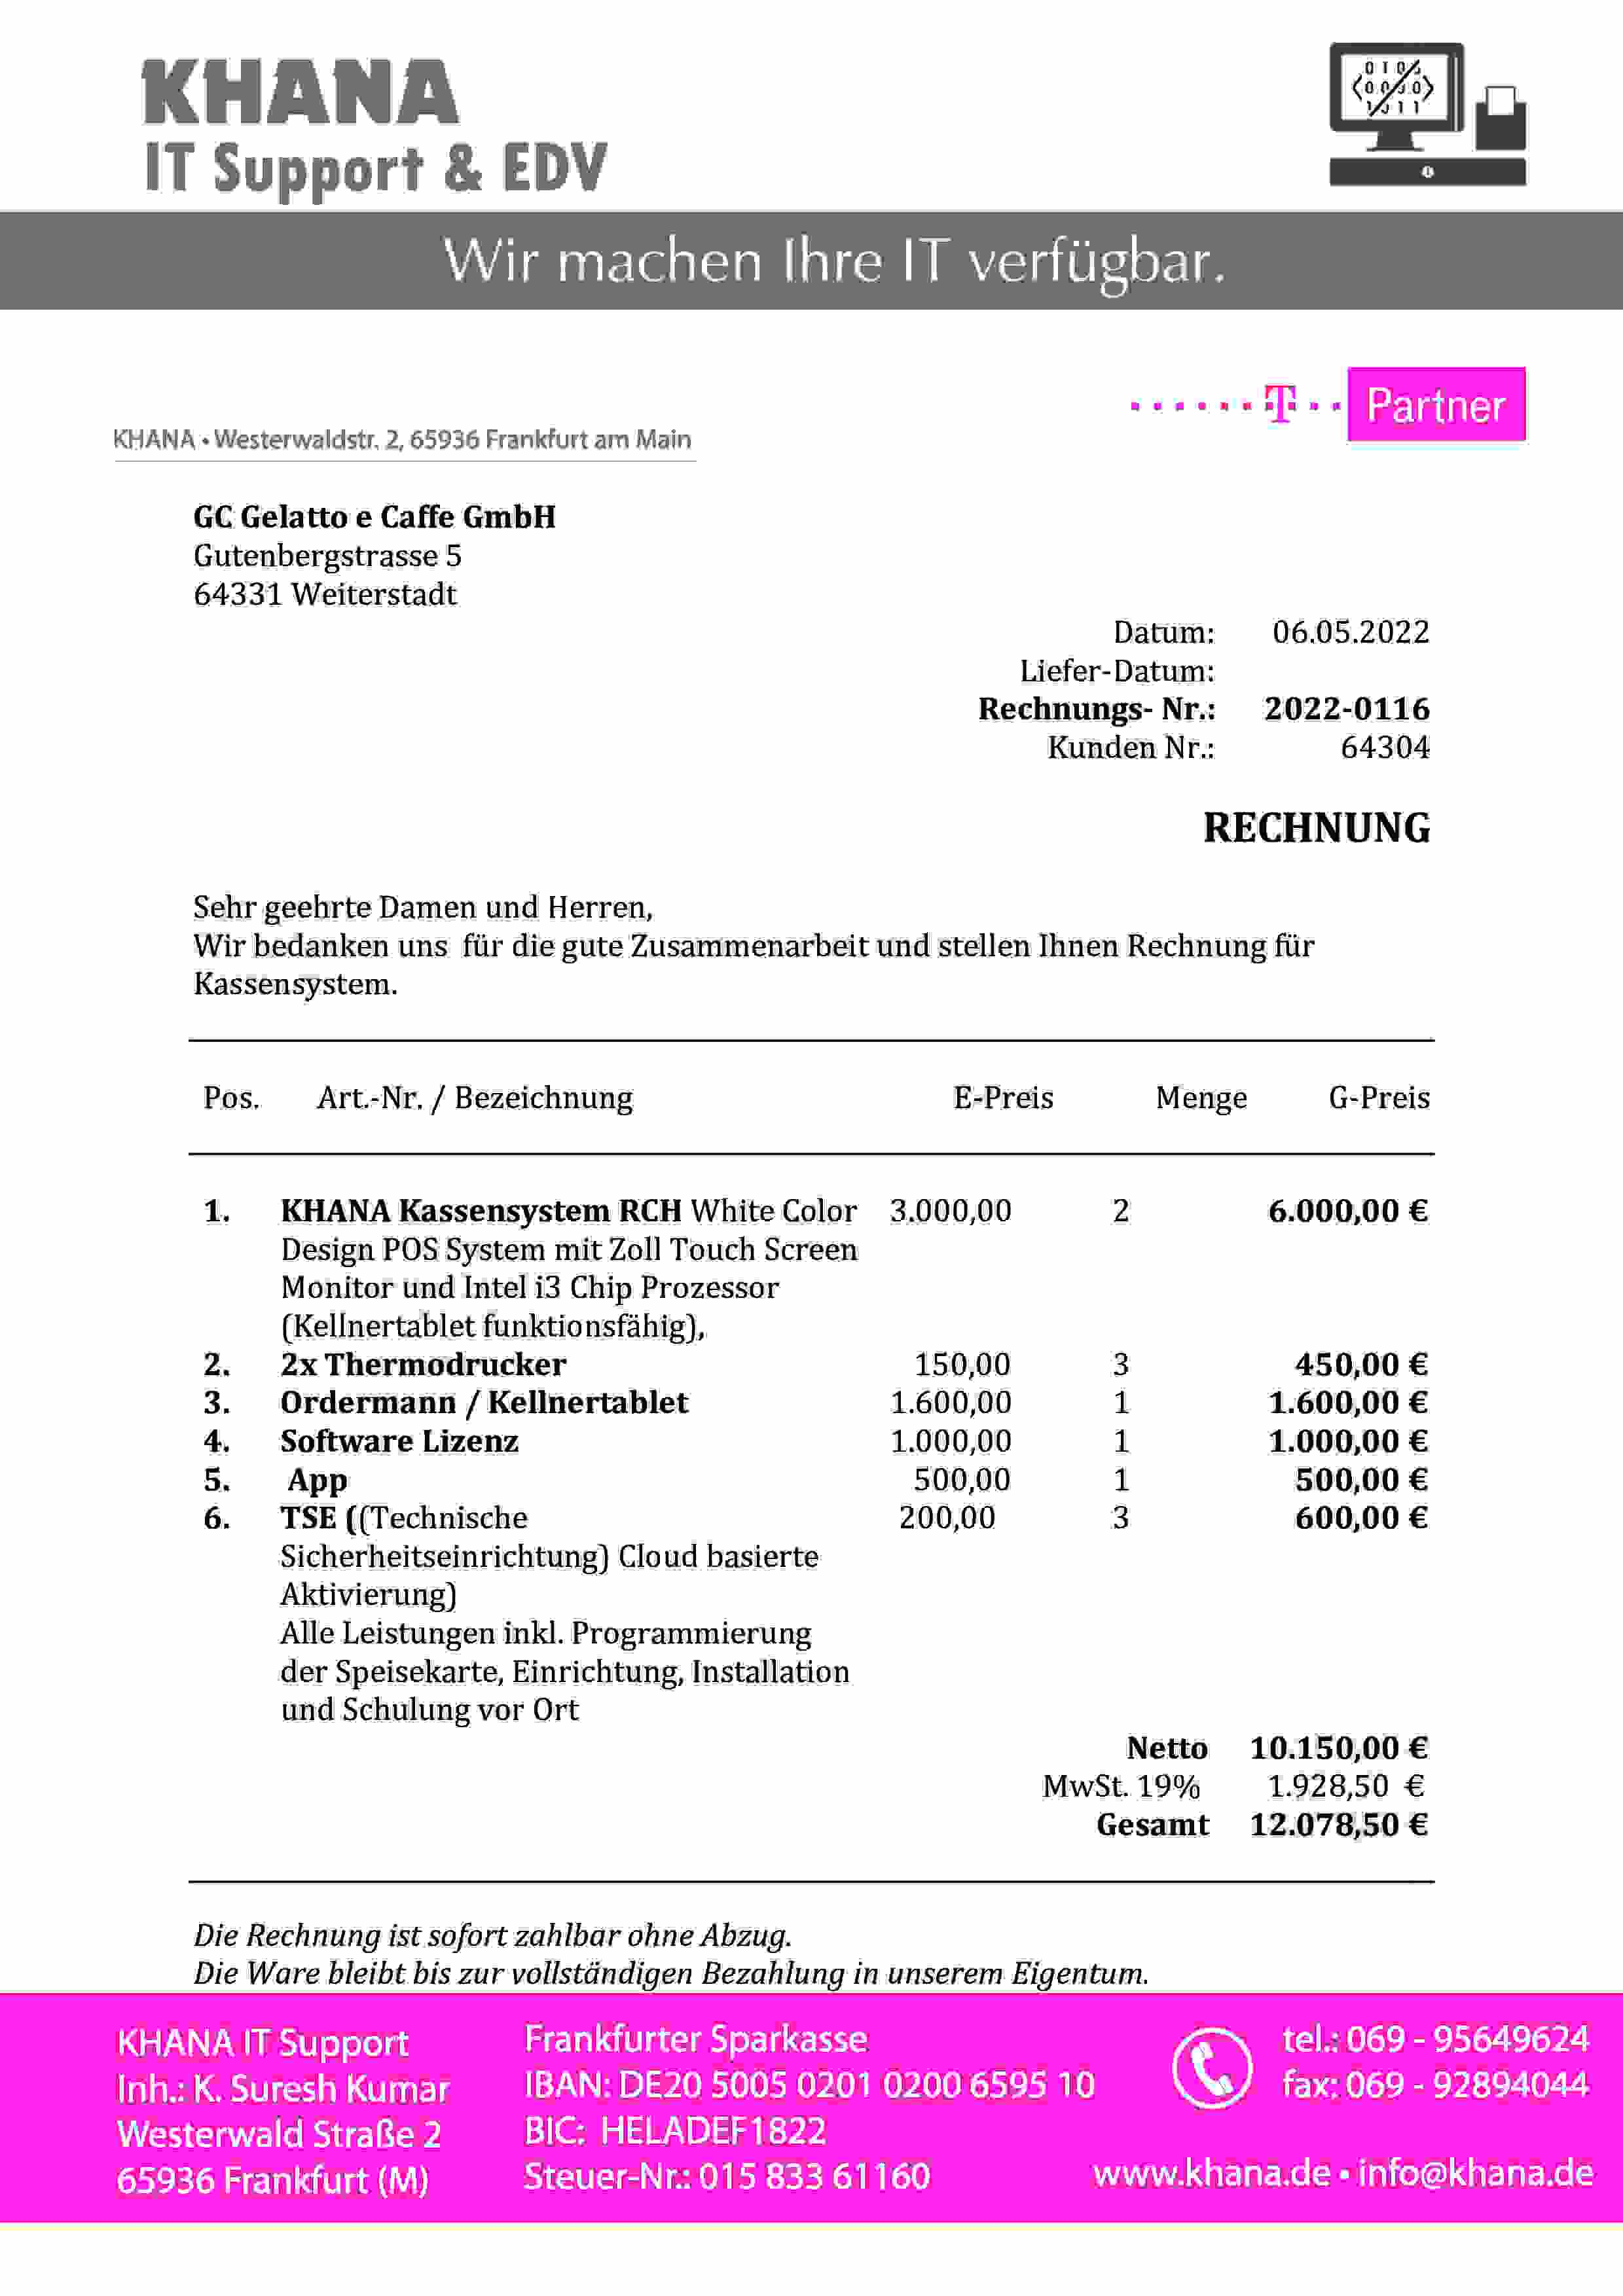 KHANA
IT Support & EDV
Wir machen Ihre IT verfügbar.
T Partner
KHANA • Westerwaldstr. 2, 65936 Frankfurt am Main
GC Gelatto e Caffe GmbH
Gutenbergstrasse 5
64331 Weiterstadt
Datum: 06.05.2022
Liefer-Datum:
Rechnungs- Nr.: 2022-0116
Kunden Nr.: 64304
RECHNUNG
Sehr geehrte Damen und Herren,
Wir bedanken uns für die gute Zusammenarbeit und stellen Ihnen Rechnung für
Kassensystem.
Pos. Art.-Nr. / Bezeichnung E-Preis Menge G-Preis
1. KHANA Kassensystem RCH White Color 3.000,00 2 6.000,00 €
Design POS System mit Zoll Touch Screen
Monitor und Intel i3 Chip Prozessor
(Kellnertablet funktionsfähig),
2. 2x Thermodrucker 150,00 3 450,00 €
3. Ordermann / Kellnertablet 1.600,00 1 1.600,00 €
4. Software Lizenz 1.000,00 1 1.000,00 €
5. App 500,00 1 500,00 €
6. TSE ((Technische 200,00 3 600,00 €
Sicherheitseinrichtung) Cloud basierte
Aktivierung)
Alle Leistungen inkl. Programmierung
der Speisekarte, Einrichtung, Installation
und Schulung vor Ort
Netto 10.150,00 €
MwSt. 19% 1.928,50 €
Gesamt 12.078,50 €
Die Rechnung ist sofort zahlbar ohne Abzug.
Die Ware bleibt bis zur vollständigen Bezahlung in unserem Eigentum.
KHANA IT Support
Inh.: K. Suresh Kumar
Westerwald Straße 2
65936 Frankfurt (M)
Frankfurter Sparkasse
IBAN: DE20 5005 0201 0200 6595 10
BIC: HELADEF1822
Steuer-Nr.: 015 833 61160
tel.: 069 - 95649624
fax: 069 - 92894044
www.khana.de • info@khana.de